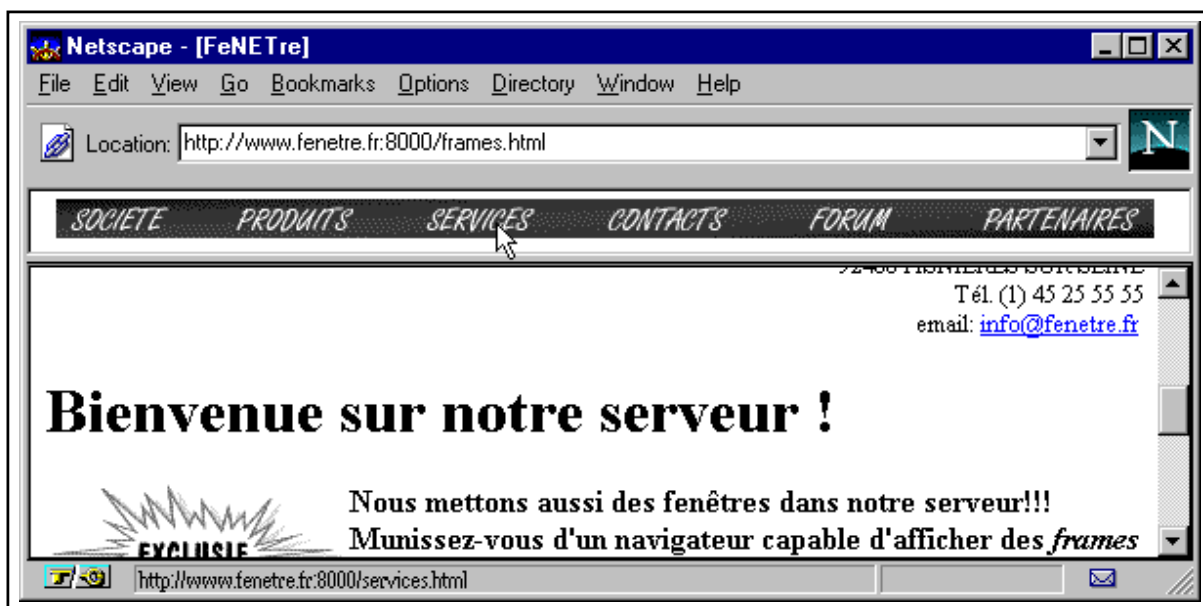 Netscape - [FeNETre]
File Edit View Go Bookmarks Options Directory Window Help
Location: http://www.fenetre.fr:8000/frames.html
N
SOCIETE PRODUITS SERVICES CONTACTS FORUM PARTENAIRES
Tél. (1) 45 25 55 55
email: info@fenetre.fr
Bienvenue sur notre serveur !
EXCLUSIF
Nous mettons aussi des fenêtres dans notre serveur!!!
Munissez-vous d'un navigateur capable d'afficher des frames
http://www.fenetre.fr:8000/services.html